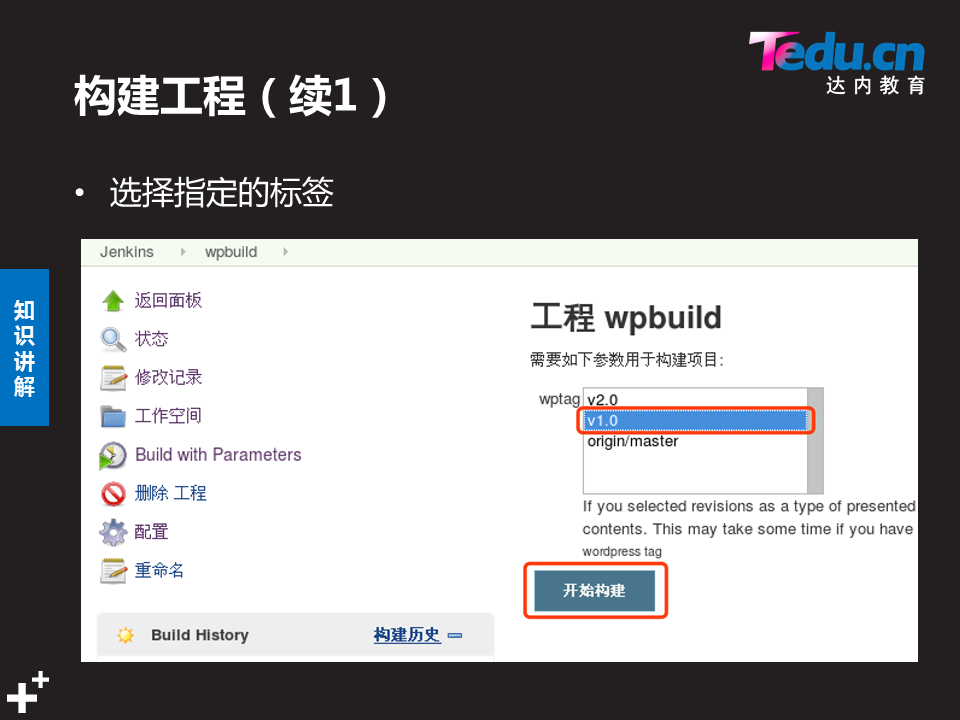 Tedu.cn
达内教育
构建工程（续1）
• 选择指定的标签
知识讲解
Jenkins
wpbuild
返回面板
状态
修改记录
工作空间
Build with Parameters
删除 工程
配置
重命名
Build History
构建历史
工程 wpbuild
需要如下参数用于构建项目:
wptag
v2.0
v1.0
origin/master
If you selected revisions as a type of presented
contents. This may take some time if you have
wordpress tag
开始构建